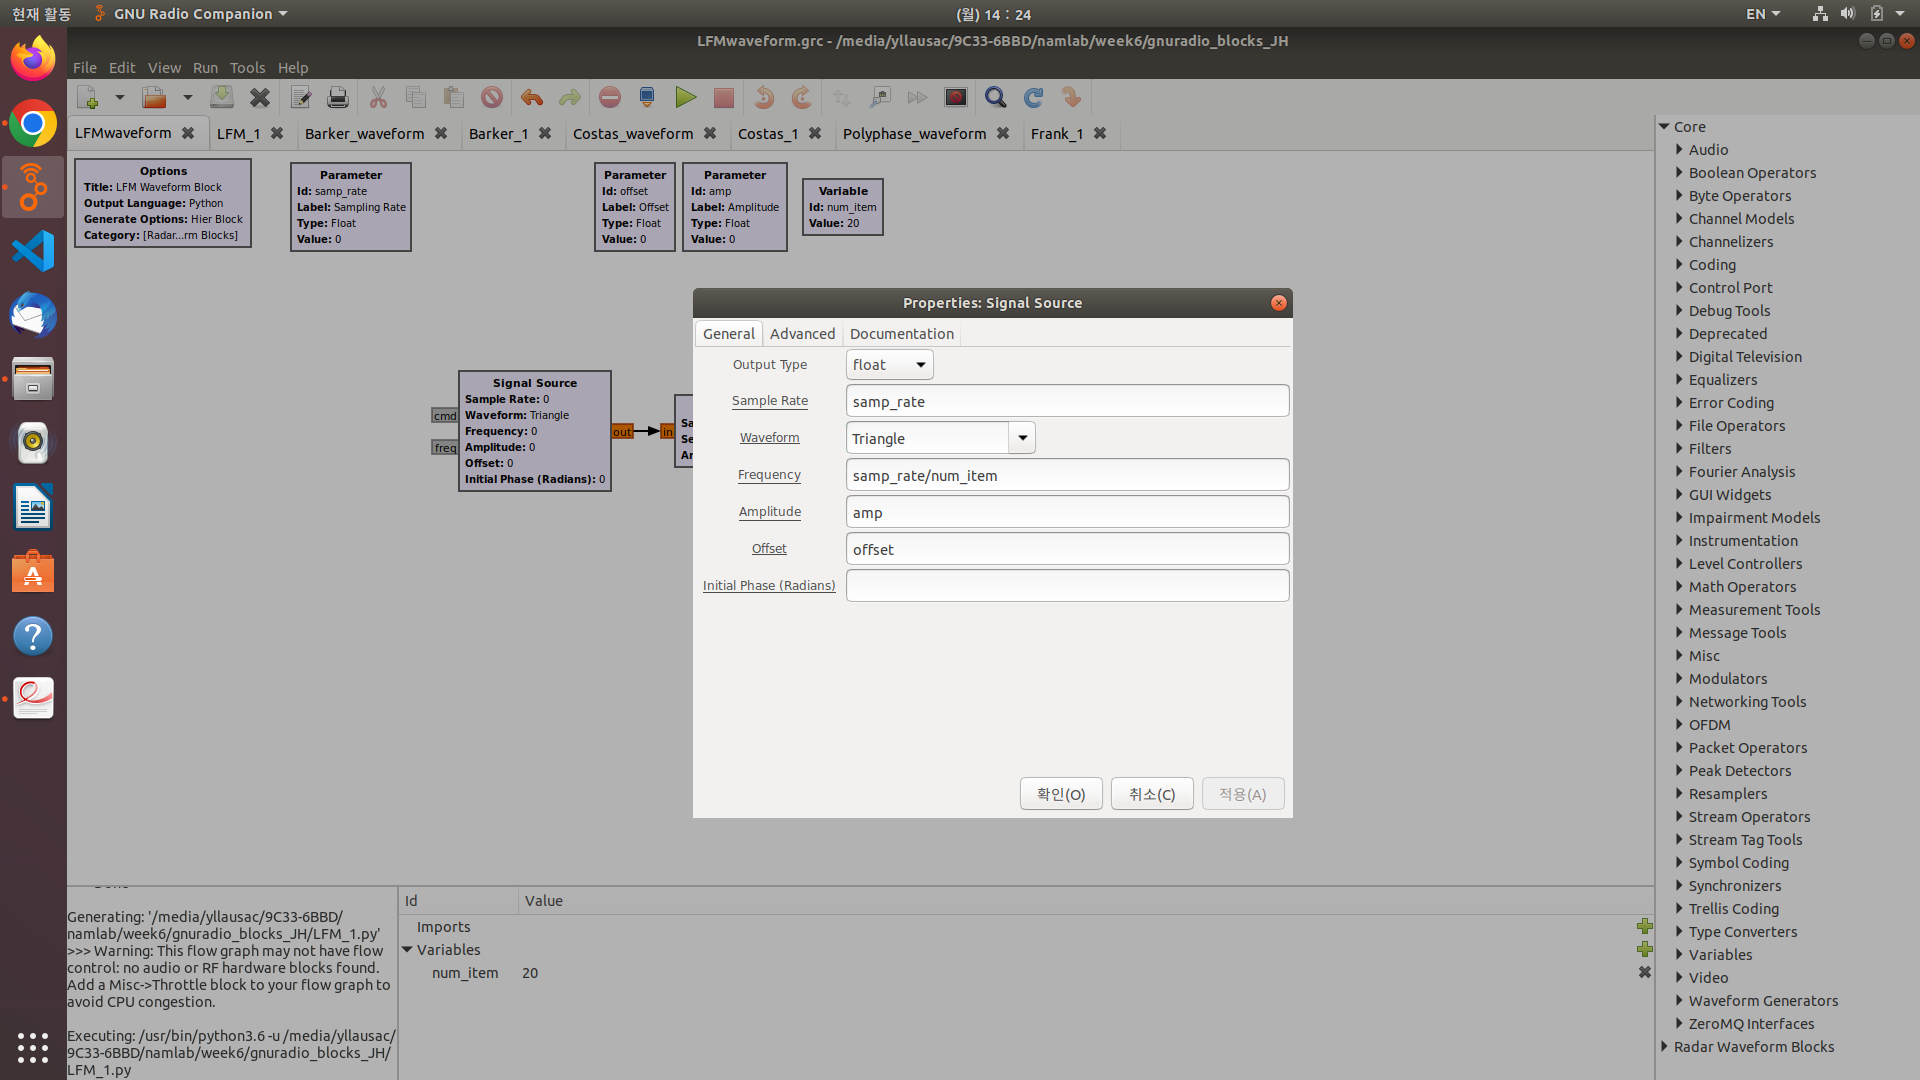 현재 활동
GNU Radio Companion
(월) 14 : 24
EN
LFMwaveform.grc - /media/yllausac/9C33-6BBD/namlab/week6/gnuradio_blocks_JH
File Edit View Run Tools Help
LFMwaveform LFM_1 Barker_waveform Barker_1 Costas_waveform Costas_1 Polyphase_waveform Frank_1
Options
Title: LFM Waveform Block
Output Language: Python
Generate Options: Hier Block
Category: [Radar...rm Blocks]
Parameter
Id: samp_rate
Label: Sampling Rate
Type: Float
Value: 0
Parameter
Id: offset
Label: Offset
Type: Float
Value: 0
Parameter
Id: amp
Label: Amplitude
Type: Float
Value: 0
Variable
Id: num_item
Value: 20
cmd
freq
Signal Source
Sample Rate: 0
Waveform: Triangle
Frequency: 0
Amplitude: 0
Offset: 0
Initial Phase (Radians): 0
out
in
Sa
Se
Properties: Signal Source
General Advanced Documentation
Output Type float
Sample Rate samp_rate
Waveform Triangle
Frequency samp_rate/num_item
Amplitude amp
Offset offset
Initial Phase (Radians)
확인(O) 취소(C) 적용(A)
Generating: '/media/yllausac/9C33-6BBD/
namlab/week6/gnuradio_blocks_JH/LFM_1.py'
>>> Warning: This flow graph may not have flow
control: no audio or RF hardware blocks found.
Add a Misc->Throttle block to your flow graph to
avoid CPU congestion.
Executing: /usr/bin/python3.6 -u /media/yllausac/
9C33-6BBD/namlab/week6/gnuradio_blocks_JH/
LFM_1.py
Id Value
Imports
Variables
num_item 20
Core
Audio
Boolean Operators
Byte Operators
Channel Models
Channelizers
Coding
Control Port
Debug Tools
Deprecated
Digital Television
Equalizers
Error Coding
File Operators
Filters
Fourier Analysis
GUI Widgets
Impairment Models
Instrumentation
Level Controllers
Math Operators
Measurement Tools
Message Tools
Misc
Modulators
Networking Tools
OFDM
Packet Operators
Peak Detectors
Resamplers
Stream Operators
Stream Tag Tools
Symbol Coding
Synchronizers
Trellis Coding
Type Converters
Variables
Video
Waveform Generators
ZeroMQ Interfaces
Radar Waveform Blocks